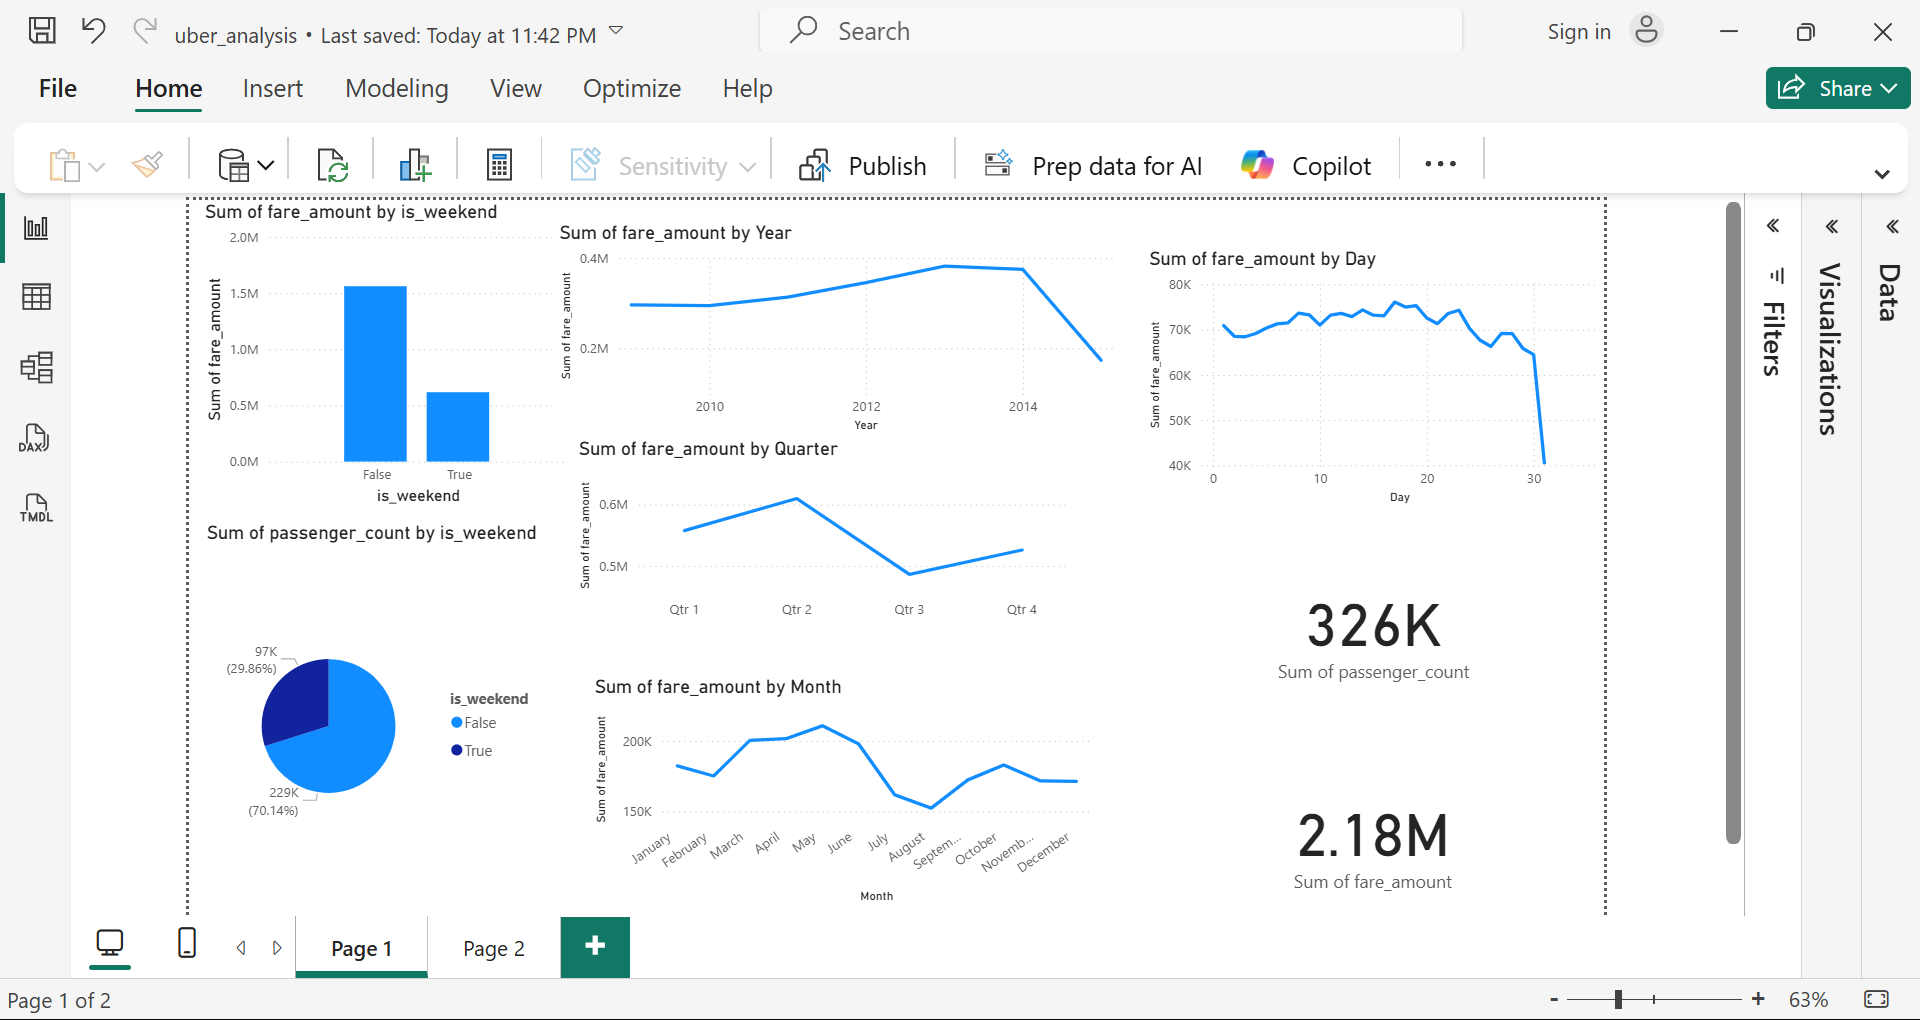 uber_analysis • Last saved: Today at 11:42 PM
Search
Sign in
File
Home
Insert
Modeling
View
Optimize
Help
Share
Sensitivity
Publish
Prep data for AI
Copilot
DAX
TMDL
Sum of fare_amount by is_weekend
2.0M
1.5M
1.0M
0.5M
0.0M
Sum of fare_amount
False
True
is_weekend
Sum of fare_amount by Year
0.4M
0.2M
Sum of fare_amount
2010
2012
2014
Year
Sum of fare_amount by Day
80K
70K
60K
50K
40K
Sum of fare_amount
0
10
20
30
Day
Sum of fare_amount by Quarter
0.6M
0.5M
Sum of fare_amount
Qtr 1
Qtr 2
Qtr 3
Qtr 4
Sum of passenger_count by is_weekend
97K
(29.86%)
229K
(70.14%)
is_weekend
False
True
Sum of fare_amount by Month
200K
150K
Sum of fare_amount
January
February
March
April
May
June
July
August
Septem...
October
Novemb...
December
Month
326K
Sum of passenger_count
2.18M
Sum of fare_amount
Filters
Visualizations
Data
Page 1
Page 2
+
Page 1 of 2
-
+
63%